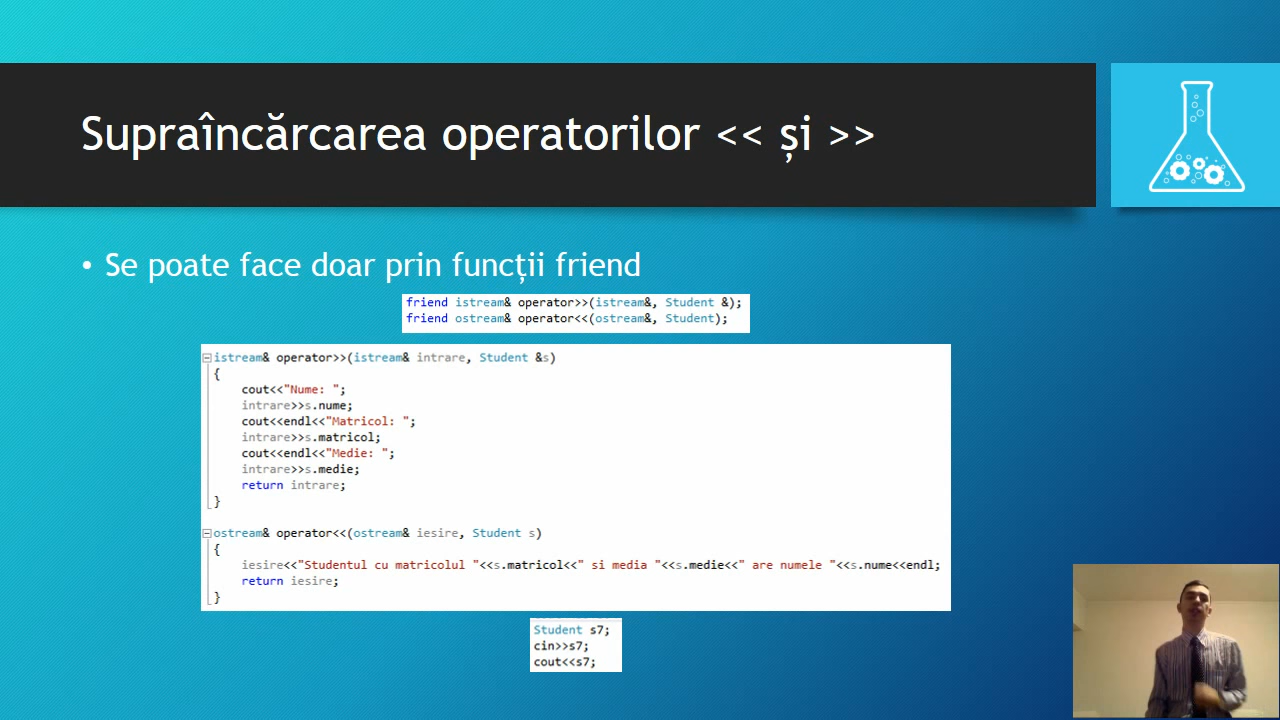 Supraîncărcarea operatorilor << și >>
• Se poate face doar prin funcții friend
friend istream& operator>>(istream&, Student &);
friend ostream& operator<<(ostream&, Student);
istream& operator>>(istream& intrare, Student &s)
{
cout<<"Nume: ";
intrare>>s.nume;
cout<<endl<<"Matricol: ";
intrare>>s.matricol;
cout<<endl<<"Medie: ";
intrare>>s.medie;
return intrare;
}
ostream& operator<<(ostream& iesire, Student s)
{
iesire<<"Studentul cu matricolul "<<s.matricol<<" si media "<<s.medie<<" are numele "<<s.nume<<endl;
return iesire;
}
Student s7;
cin>>s7;
cout<<s7;